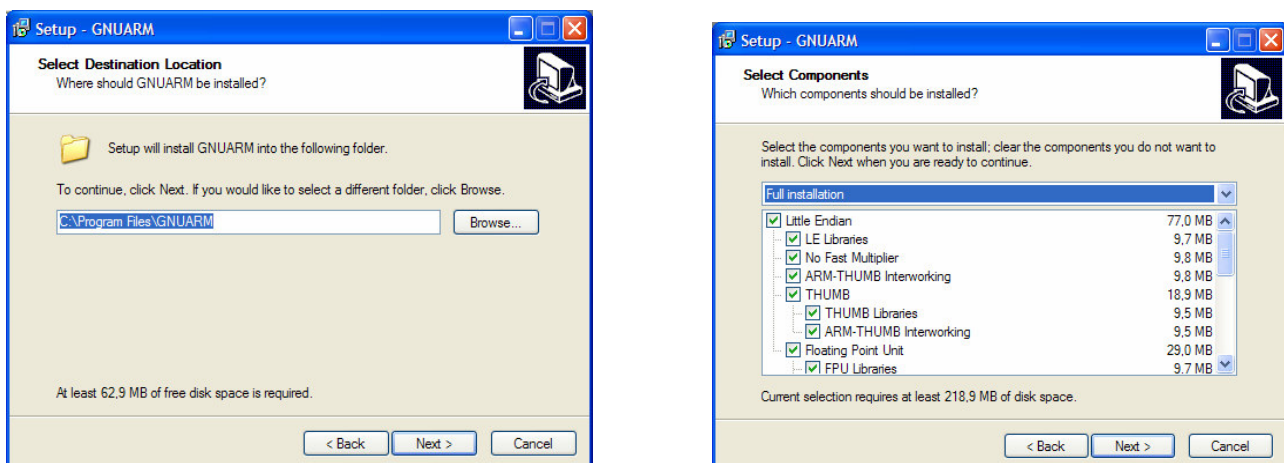 Setup - GNUARM
Select Destination Location
Where should GNUARM be installed?
Setup will install GNUARM into the following folder.
To continue, click Next. If you would like to select a different folder, click Browse.
C:\Program Files\GNUARM
Browse...
At least 62,9 MB of free disk space is required.
< Back
Next >
Cancel
Setup - GNUARM
Select Components
Which components should be installed?
Select the components you want to install; clear the components you do not want to
install. Click Next when you are ready to continue.
Full installation
Little Endian 77,0 MB
LE Libraries 9,7 MB
No Fast Multiplier 9,8 MB
ARM-THUMB Interworking 9,8 MB
THUMB 18,9 MB
THUMB Libraries 9,5 MB
ARM-THUMB Interworking 9,5 MB
Floating Point Unit 29,0 MB
FPU Libraries 9,7 MB
Current selection requires at least 218,9 MB of disk space.
< Back
Next >
Cancel